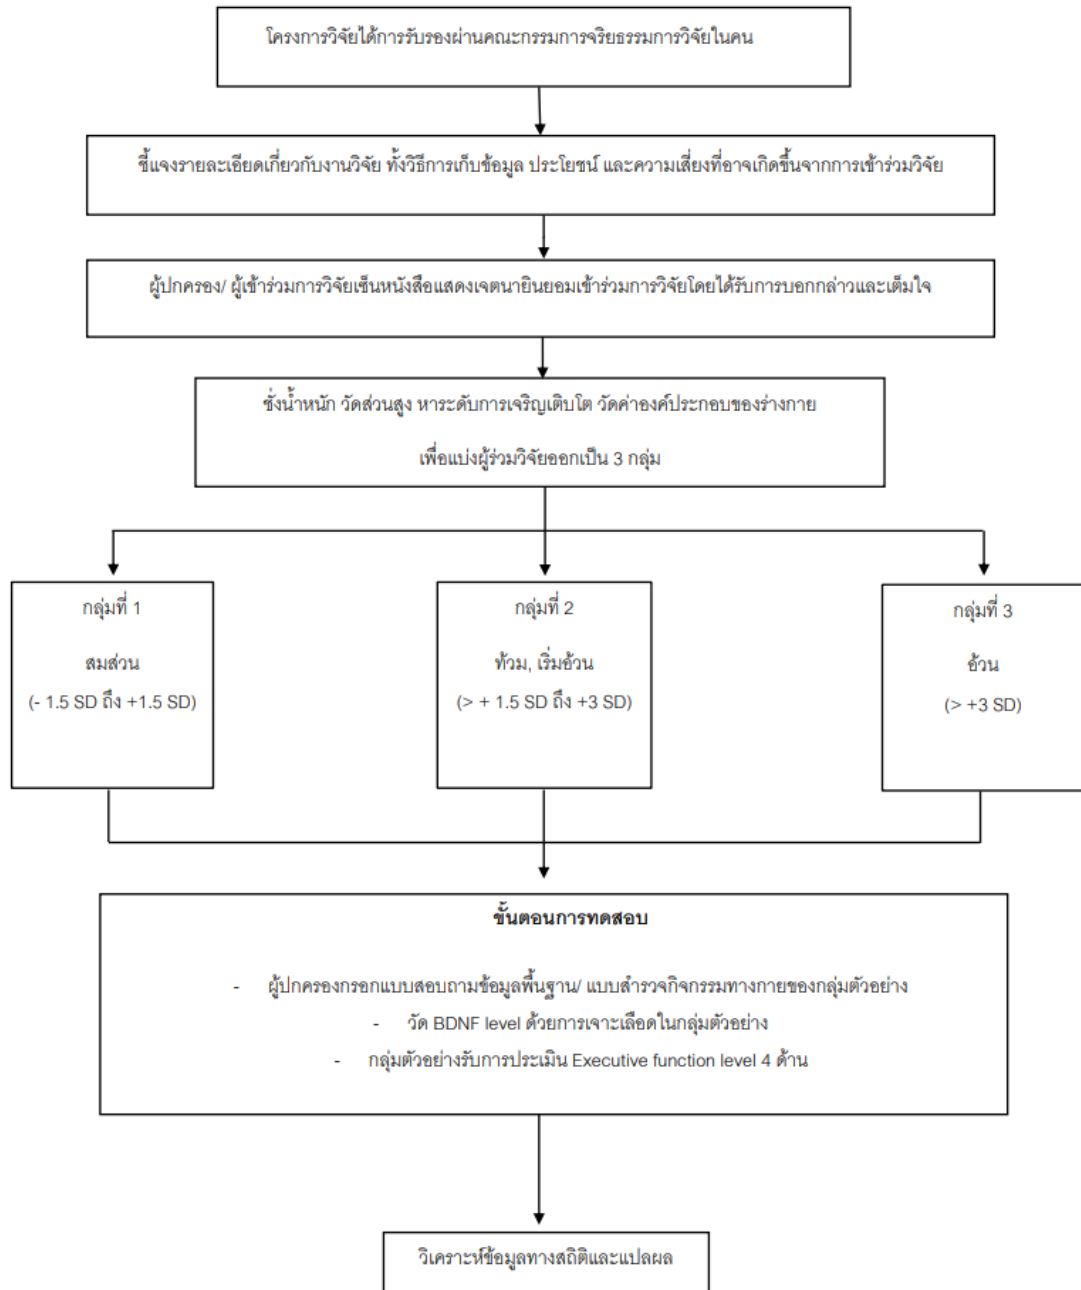 โครงการวิจัยได้การรับรองผ่านคณะกรรมการจริยธรรมการวิจัยในคน
ชี้แจงรายละเอียดเกี่ยวกับงานวิจัย ทั้งวิธีการเก็บข้อมูล ประโยชน์ และความเสี่ยงที่อาจเกิดขึ้นจากการเข้าร่วมวิจัย
ผู้ปกครอง/ ผู้เข้าร่วมการวิจัยเซ็นหนังสือแสดงเจตนายินยอมเข้าร่วมการวิจัยโดยได้รับการบอกกล่าวและเต็มใจ
ชั่งน้ำหนัก วัดส่วนสูง หาระดับการเจริญเติบโต วัดค่าองค์ประกอบของร่างกาย
เพื่อแบ่งผู้ร่วมวิจัยออกเป็น 3 กลุ่ม
กลุ่มที่ 1
สมส่วน
(- 1.5 SD ถึง +1.5 SD)
กลุ่มที่ 2
ท้วม, เริ่มอ้วน
(> + 1.5 SD ถึง +3 SD)
กลุ่มที่ 3
อ้วน
(> +3 SD)
ขั้นตอนการทดสอบ
- ผู้ปกครองกรอกแบบสอบถามข้อมูลพื้นฐาน/ แบบสำรวจกิจกรรมทางกายของกลุ่มตัวอย่าง
- วัด BDNF level ด้วยการเจาะเลือดในกลุ่มตัวอย่าง
- กลุ่มตัวอย่างรับการประเมิน Executive function level 4 ด้าน
วิเคราะห์ข้อมูลทางสถิติและแปลผล